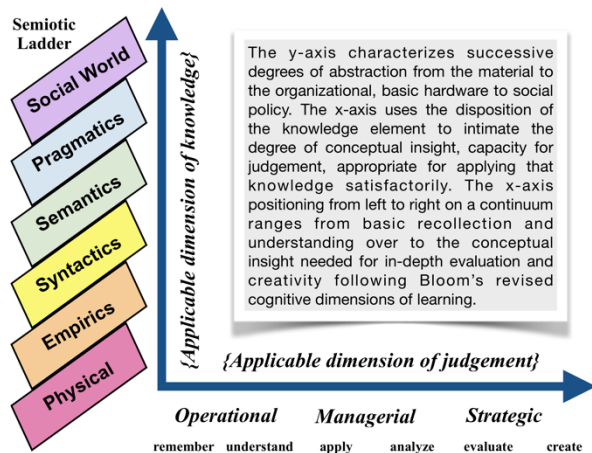 Semiotic
Ladder
Social World
Pragmatics
Semantics
Syntactics
Empirics
Physical
{Applicable dimension of knowledge}
The y-axis characterizes successive
degrees of abstraction from the material to
the organizational, basic hardware to social
policy. The x-axis uses the disposition of
the knowledge element to intimate the
degree of conceptual insight, capacity for
judgement, appropriate for applying that
knowledge satisfactorily. The x-axis
positioning from left to right on a continuum
ranges from basic recollection and
understanding over to the conceptual
insight needed for in-depth evaluation and
creativity following Bloom's revised
cognitive dimensions of learning.
{Applicable dimension of judgement}
Operational Managerial Strategic
remember understand apply analyze evaluate create